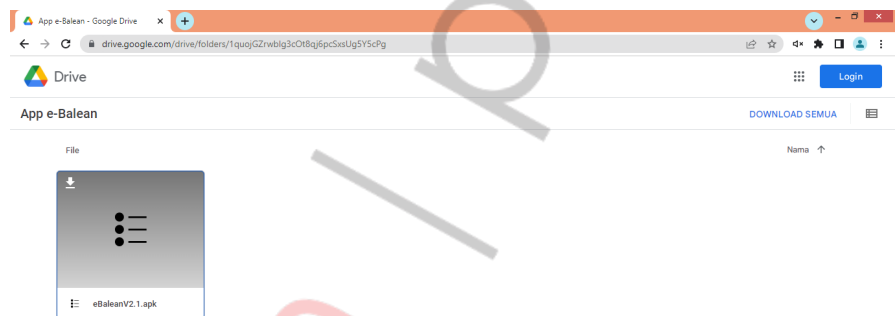 App e-Balean - Google Drive
drive.google.com/drive/folders/1quojGZrwbIg3cOt8qj6pcSxsUg5Y5cPg
Drive
Login
App e-Balean
DOWNLOAD SEMUA
File
Nama
eBaleanV2.1.apk